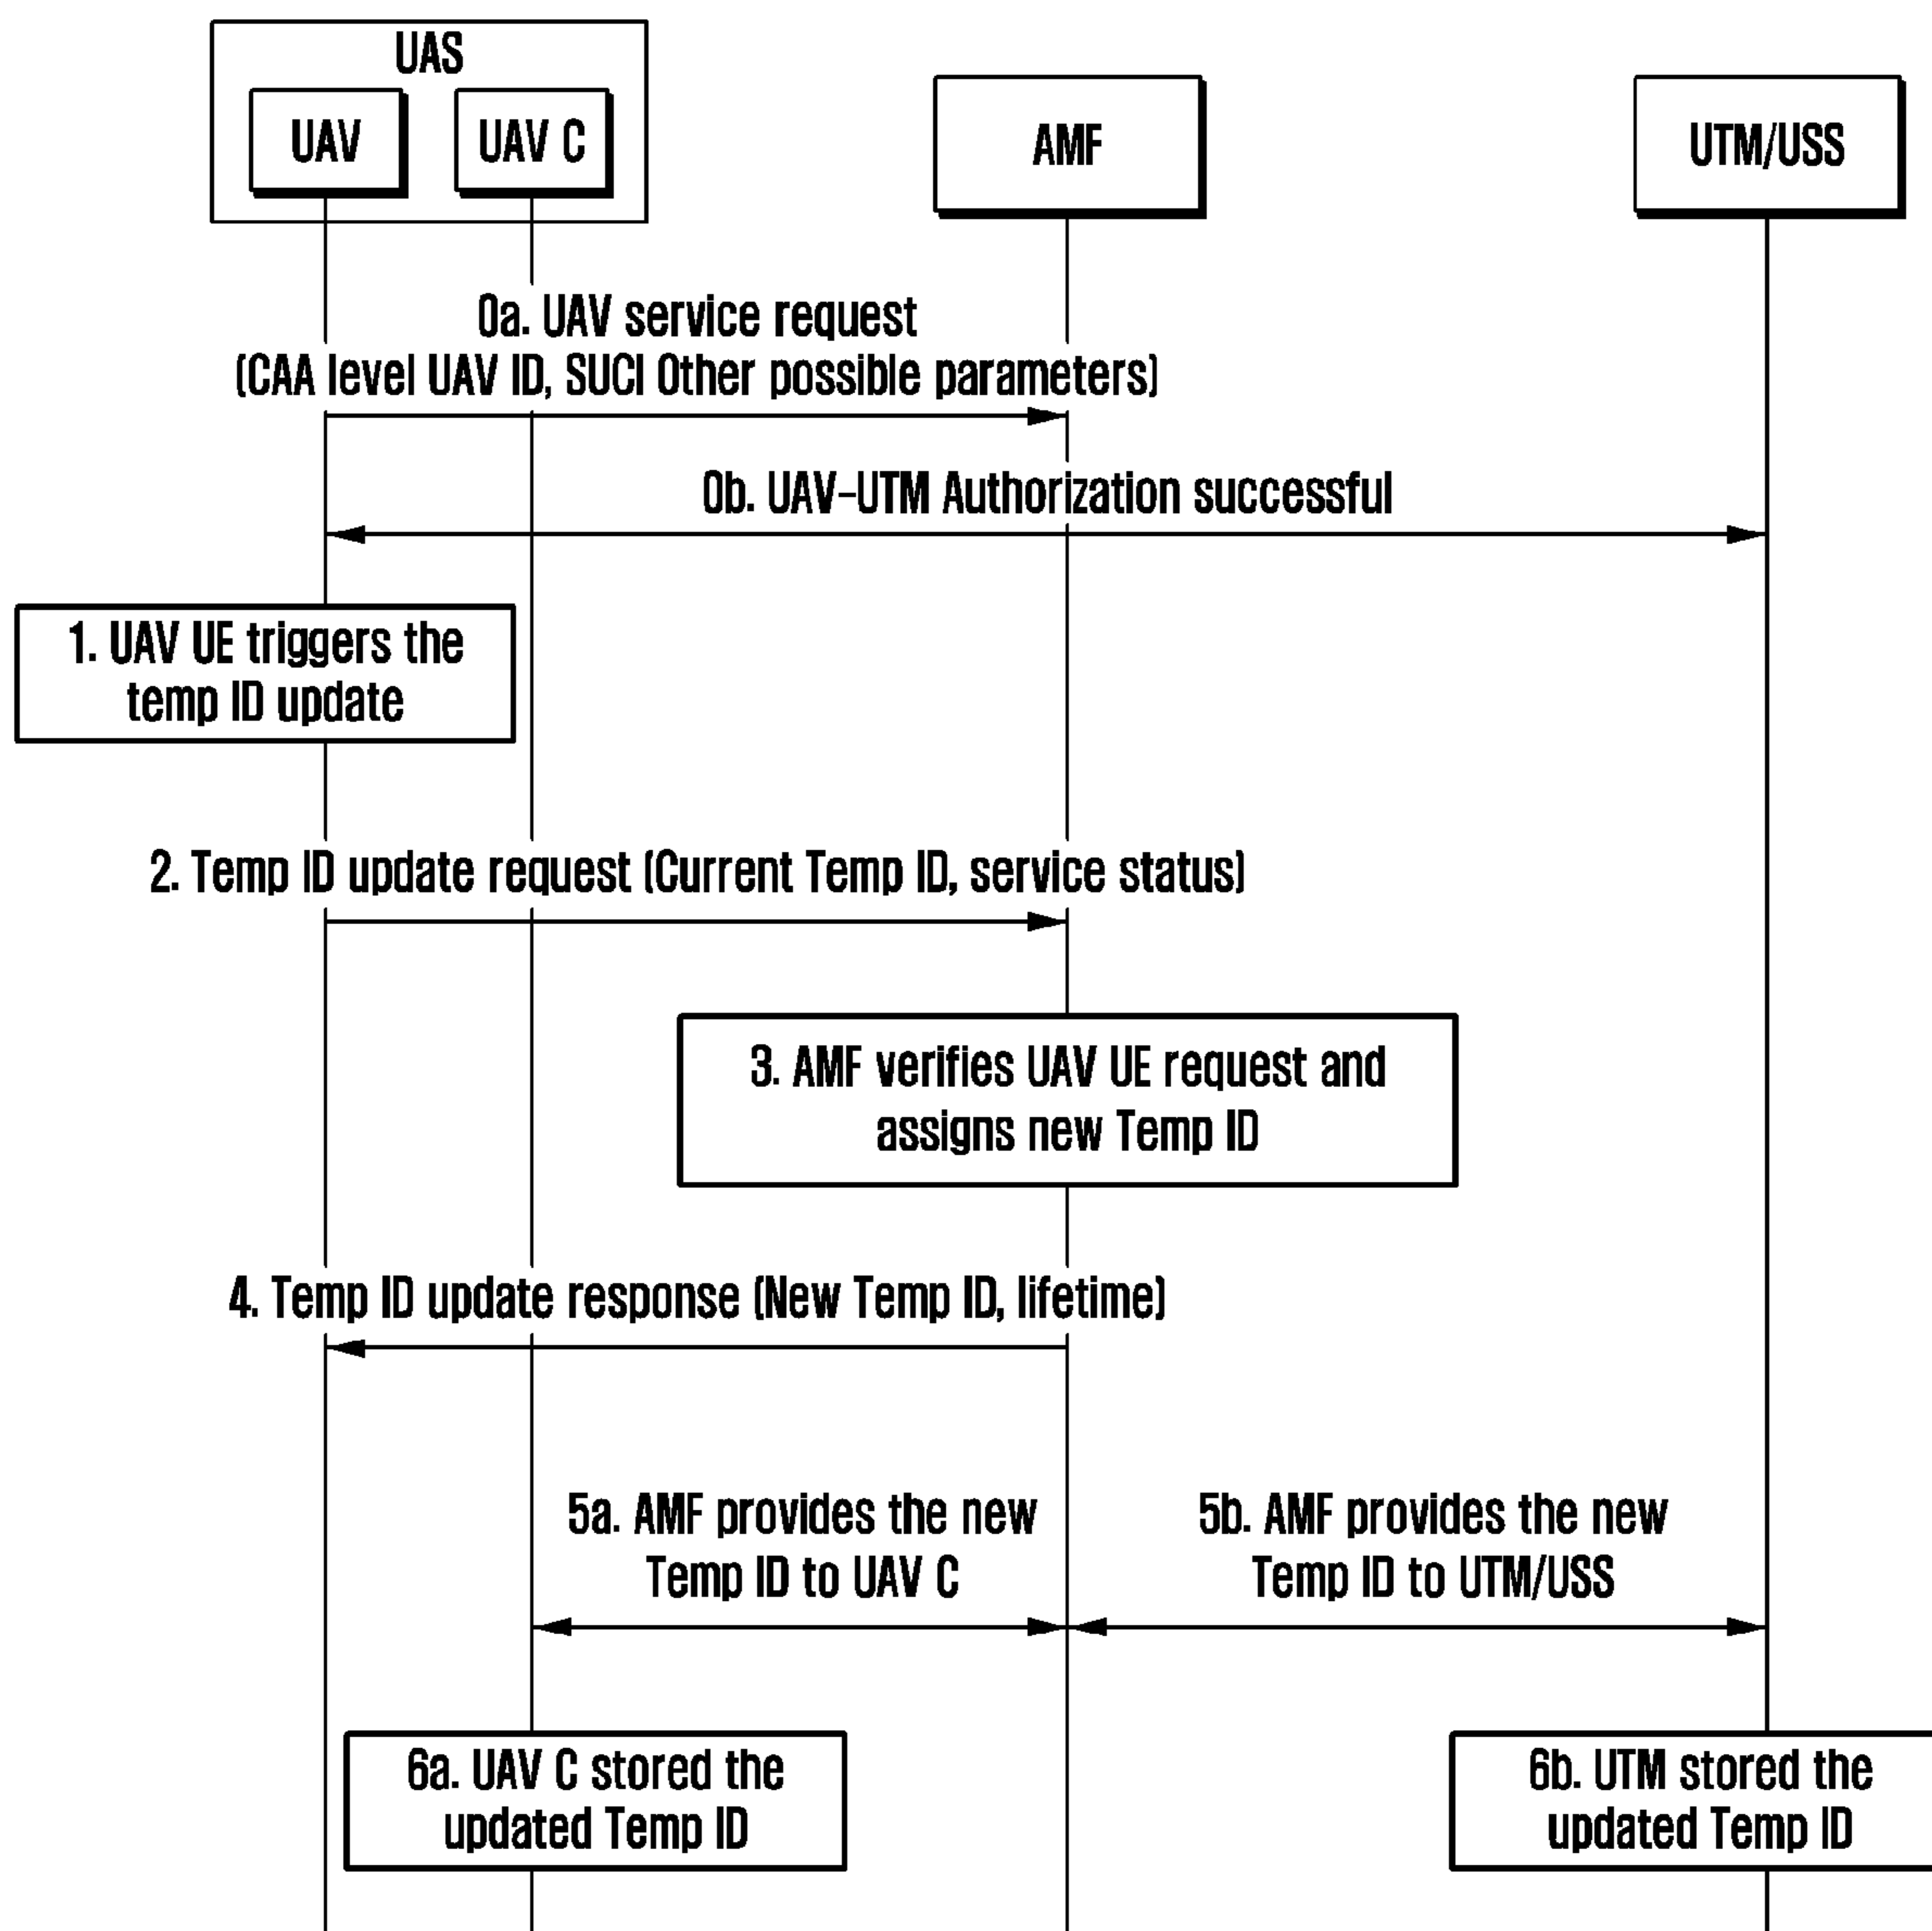 UAS
UAV
UAV C
AMF
UTM/USS
0a. UAV service request
(CAA level UAV ID, SUCI Other possible parameters)
0b. UAV-UTM Authorization successful
1. UAV UE triggers the
temp ID update
2. Temp ID update request (Current Temp ID, service status)
3. AMF verifies UAV UE request and
assigns new Temp ID
4. Temp ID update response (New Temp ID, lifetime)
5a. AMF provides the new
Temp ID to UAV C
5b. AMF provides the new
Temp ID to UTM/USS
6a. UAV C stored the
updated Temp ID
6b. UTM stored the
updated Temp ID